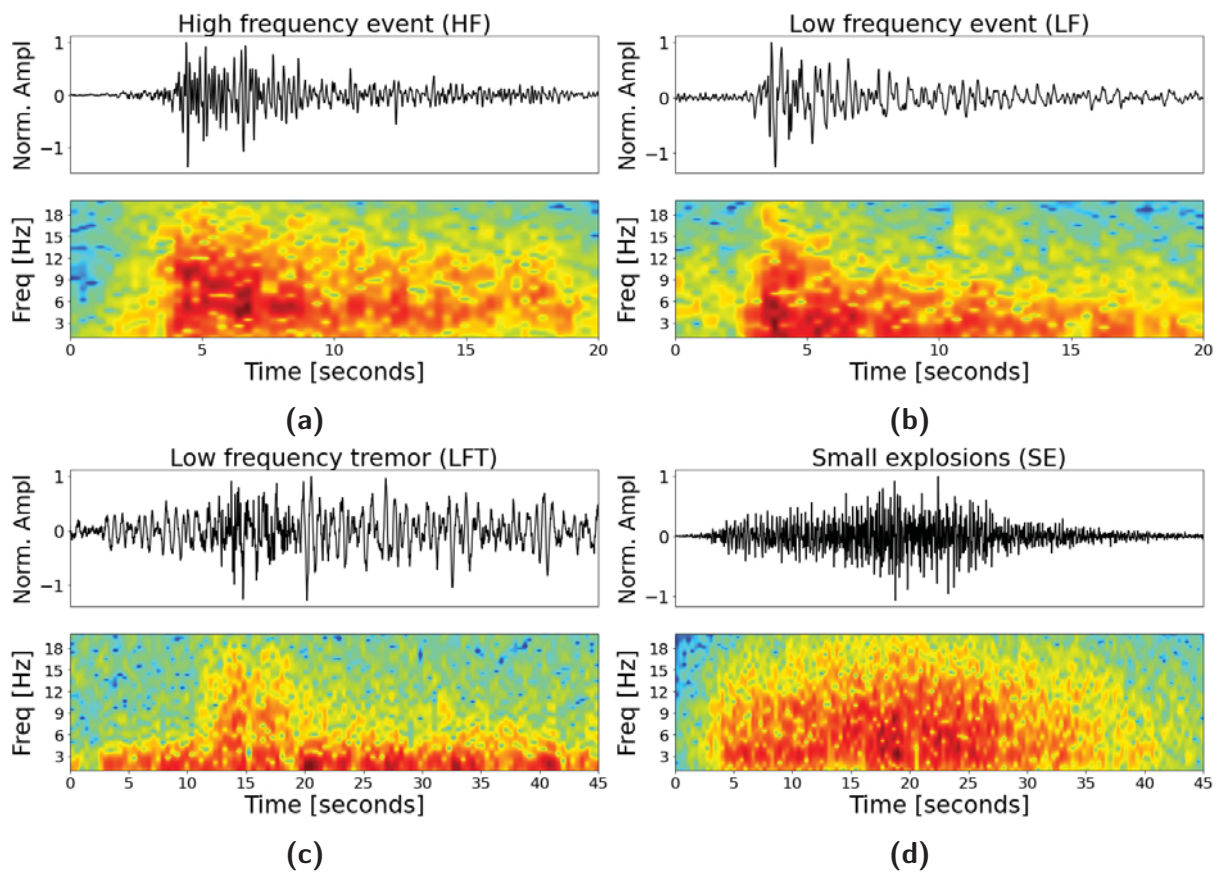 High frequency event (HF)
Norm. Ampl
1
0
−1
Freq [Hz]
18
15
12
9
6
3
0 5 10 15 20
Time [seconds]
(a)
Low frequency event (LF)
Norm. Ampl
1
0
−1
Freq [Hz]
18
15
12
9
6
3
0 5 10 15 20
Time [seconds]
(b)
Low frequency tremor (LFT)
Norm. Ampl
1
0
−1
Freq [Hz]
18
15
12
9
6
3
0 5 10 15 20 25 30 35 40 45
Time [seconds]
(c)
Small explosions (SE)
Norm. Ampl
1
0
−1
Freq [Hz]
18
15
12
9
6
3
0 5 10 15 20 25 30 35 40 45
Time [seconds]
(d)